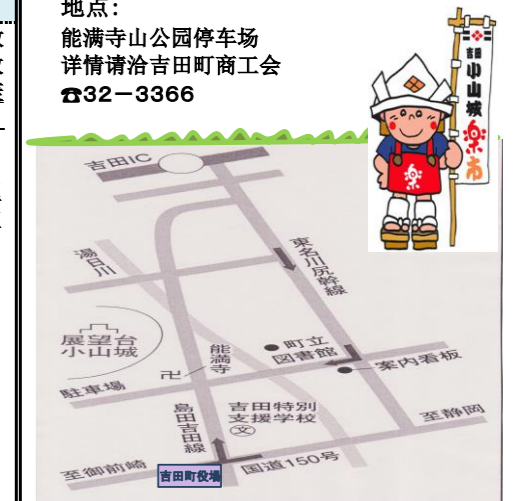 地点：
能满寺山公园停车场
详情请洽吉田町商工会
☎32－3366
吉田
小山城
楽市
楽
吉田IC
湯日川
東名川尻幹線
展望台
小山城
能満寺
卍
町立
図書館
案内看板
駐車場
島田吉田線
吉田特別
支援学校
文
至静岡
至御前崎
吉田町役場
国道150号